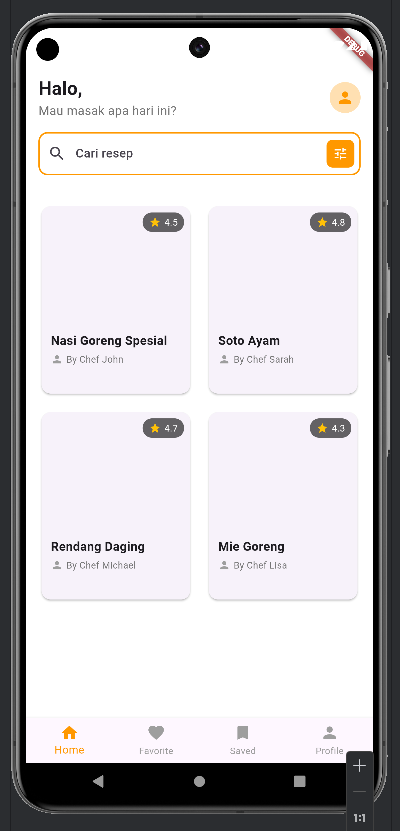 DEBUG
Halo,
Mau masak apa hari ini?
Cari resep
4.5
4.8
Nasi Goreng Spesial
Soto Ayam
By Chef John
By Chef Sarah
4.7
4.3
Rendang Daging
Mie Goreng
By Chef Michael
By Chef Lisa
Home
Favorite
Saved
Profile
1:1